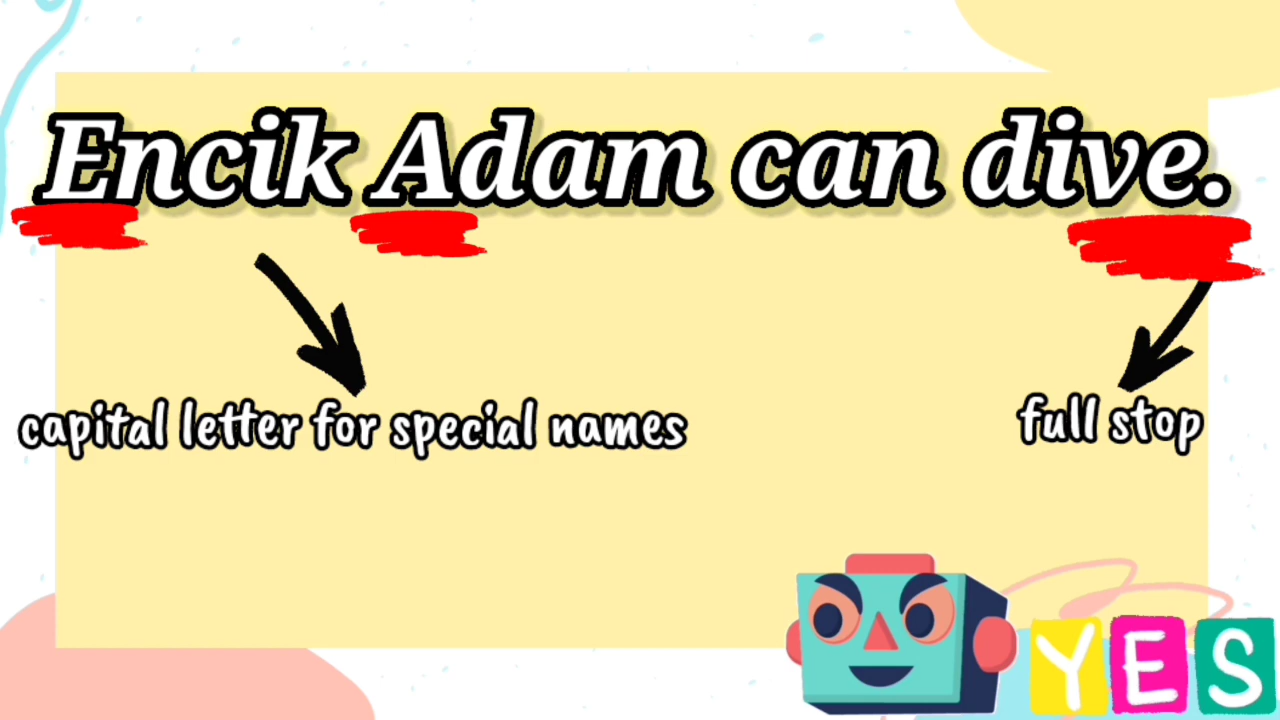 Encik Adam can dive.
capital letter for special names
full stop
YES